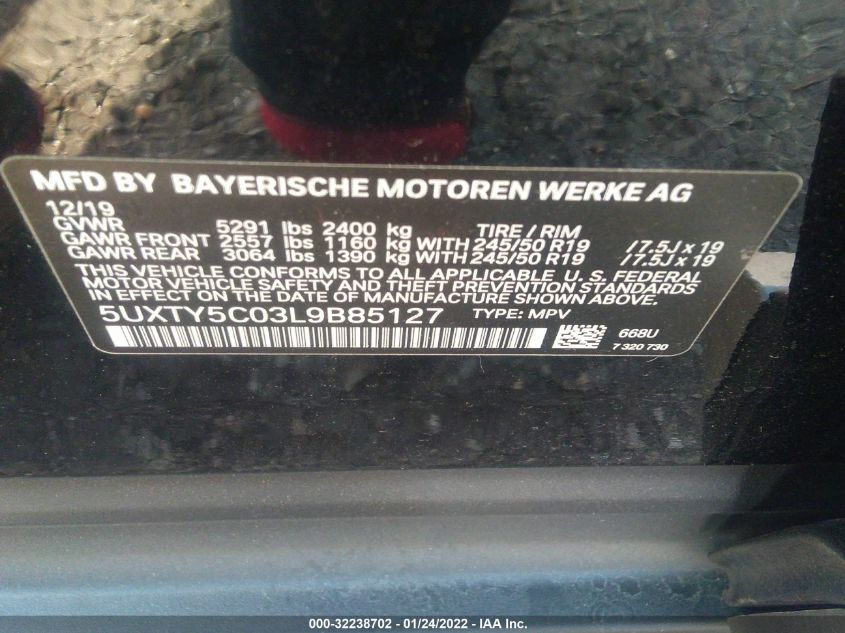 MFD BY BAYERISCHE MOTOREN WERKE AG
12/19
GVWR 5291 lbs 2400 kg TIRE / RIM
GAWR FRONT 2557 lbs 1160 kg WITH 245/50 R19 /7.5J x 19
GAWR REAR 3064 lbs 1390 kg WITH 245/50 R19 /7.5J x 19
THIS VEHICLE CONFORMS TO ALL APPLICABLE U.S. FEDERAL
MOTOR VEHICLE SAFETY, BUMPER, AND THEFT PREVENTION STANDARDS
IN EFFECT ON THE DATE OF MANUFACTURE SHOWN ABOVE.
5UXTY5C03L9B85127 TYPE: MPV
668U
7 320 730
000-32238702 - 01/24/2022 - IAA Inc.